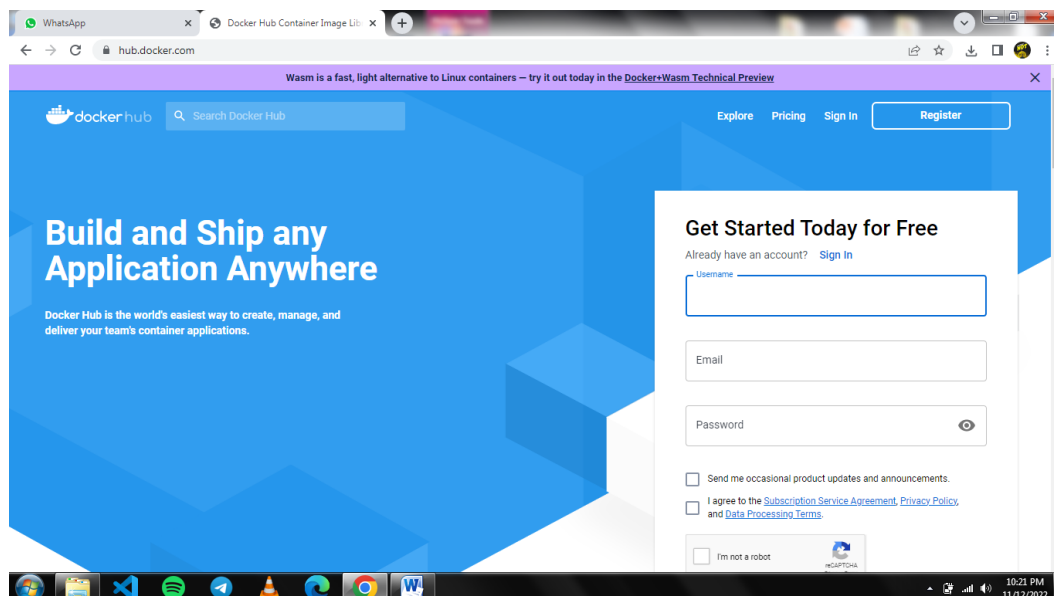 WhatsApp
Docker Hub Container Image Lib
hub.docker.com
Wasm is a fast, light alternative to Linux containers – try it out today in the Docker+Wasm Technical Preview
dockerhub
Search Docker Hub
Explore Pricing Sign In Register
Build and Ship any
Application Anywhere
Docker Hub is the world's easiest way to create, manage, and
deliver your team's container applications.
Get Started Today for Free
Already have an account? Sign In
Username
Email
Password
Send me occasional product updates and announcements.
I agree to the Subscription Service Agreement, Privacy Policy,
and Data Processing Terms.
I'm not a robot
reCAPTCHA
10:21 PM
11/12/2022